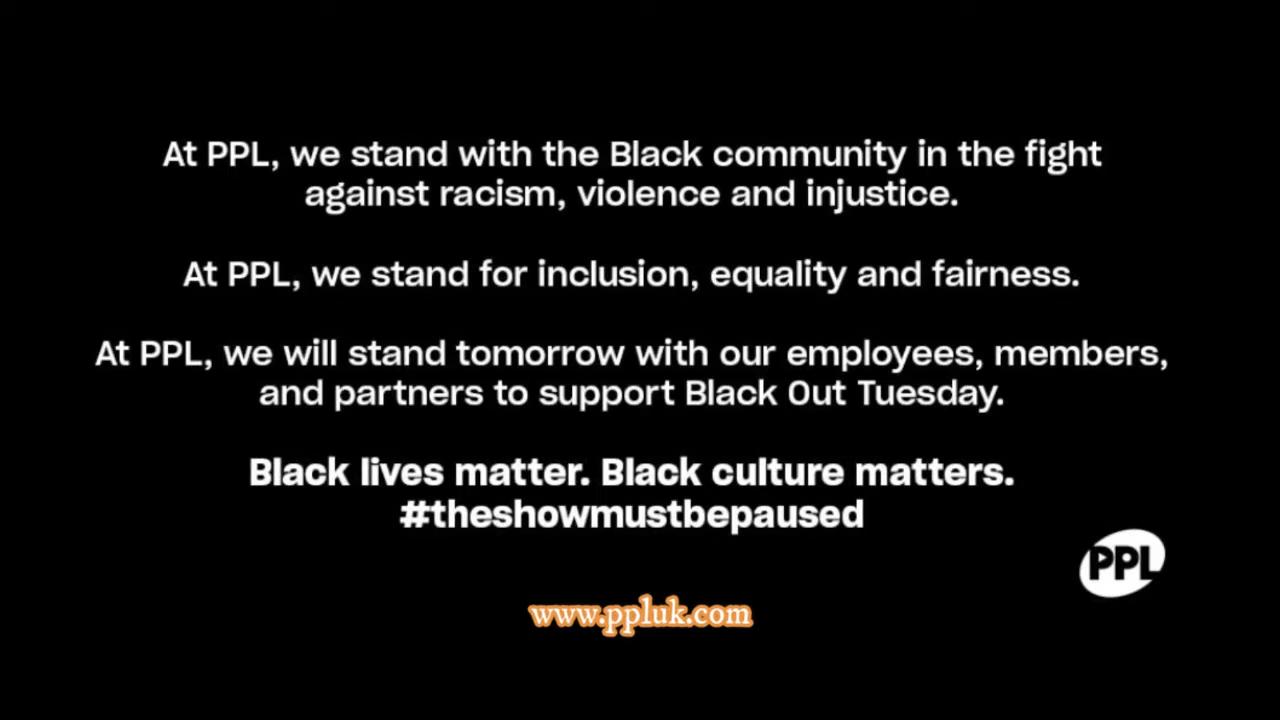 At PPL, we stand with the Black community in the fight
against racism, violence and injustice.
At PPL, we stand for inclusion, equality and fairness.
At PPL, we will stand tomorrow with our employees, members,
and partners to support Black Out Tuesday.
Black lives matter. Black culture matters.
#theshowmustbepaused
PPL
www.ppluk.com